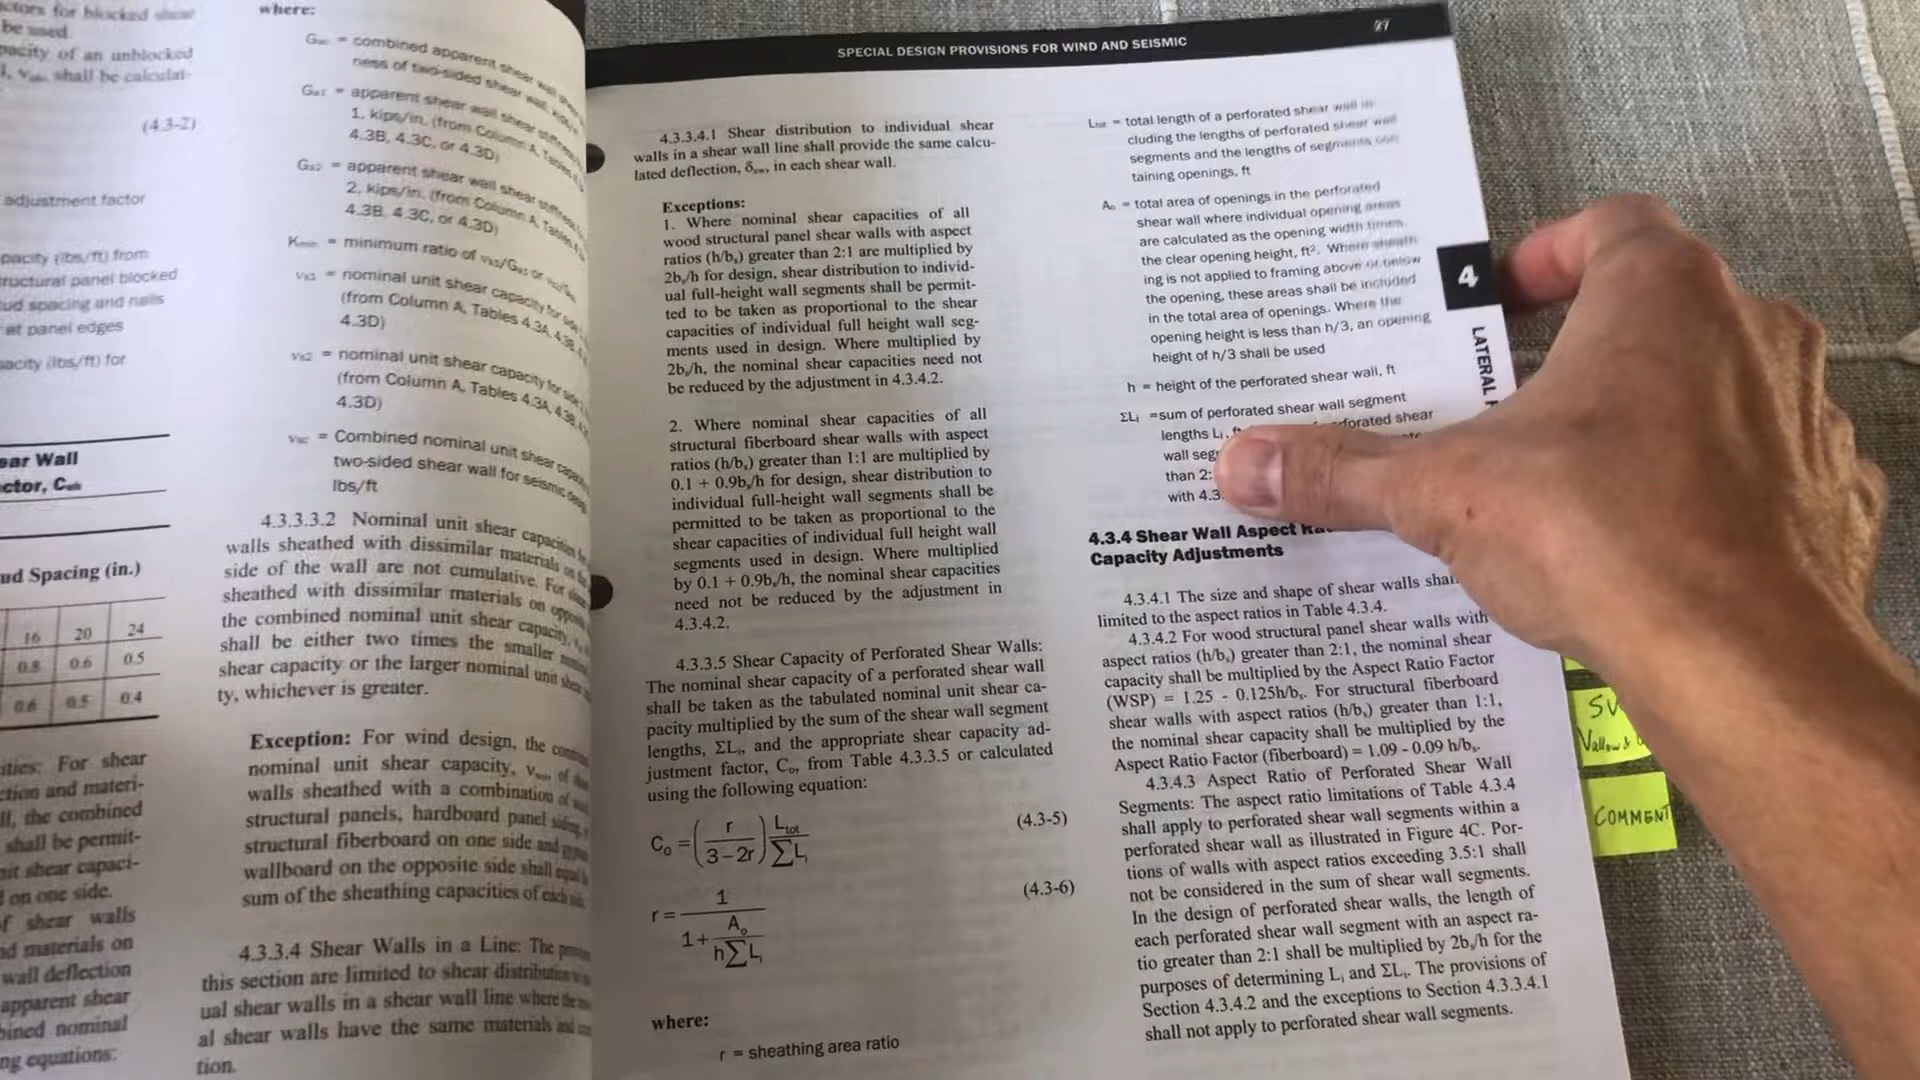 ctors for blocked shear
be used.
pacity of an unblocked
shall be calculat-
(4.3-2)
adjustment factor
pacity (lbs/ft) from
tructural panel blocked
tud spacing and nails
at panel edges
pacity (lbs/ft) for
ear Wall
ctor, Cub
ud Spacing (in.)
16 20 24
0.8 0.6 0.5
0.6 0.5 0.4
ities: For shear
ction and materi-
ll, the combined
shall be permit-
nit shear capaci-
d on one side.
of shear walls
nd materials on
wall deflection
apparent shear
bined nominal
ng equations:
where:
= combined apparent shear wall
ness of two-sided shear wall,
Ga1 = apparent shear wall shear
1, kips/in. (from Column A, Tables
4.3B, 4.3C, or 4.3D)
Ga2 = apparent shear wall shear
2, kips/in. (from Column A, Tables
4.3B, 4.3C, or 4.3D)
Kmin = minimum ratio of vs1/Ga1 or
vs1 = nominal unit shear capacity for side
(from Column A, Tables 4.3A, 4.3B,
4.3D)
vs2 = nominal unit shear capacity for side
(from Column A, Tables 4.3A, 4.3B,
4.3D)
vsc = Combined nominal unit shear capacity
two-sided shear wall for seismic
lbs/ft
4.3.3.3.2 Nominal unit shear capacities
walls sheathed with dissimilar materials on
side of the wall are not cumulative. For
sheathed with dissimilar materials on opposite
the combined nominal unit shear capacity,
shall be either two times the smaller
shear capacity or the larger nominal unit shear
ty, whichever is greater.
Exception: For wind design, the
nominal unit shear capacity, of
walls sheathed with a combination of
structural panels, hardboard panel siding,
structural fiberboard on one side and
wallboard on the opposite side shall equal
sum of the sheathing capacities of each
4.3.3.4 Shear Walls in a Line: The
this section are limited to shear distribution
ual shear walls in a shear wall line where the
al shear walls have the same materials and
tion.
SPECIAL DESIGN PROVISIONS FOR WIND AND SEISMIC
4.3.3.4.1 Shear distribution to individual shear
walls in a shear wall line shall provide the same calcu-
lated deflection, δsw, in each shear wall.
Exceptions:
1. Where nominal shear capacities of all
wood structural panel shear walls with aspect
ratios (h/bs) greater than 2:1 are multiplied by
2bs/h for design, shear distribution to individ-
ual full-height wall segments shall be permit-
ted to be taken as proportional to the shear
capacities of individual full height wall seg-
ments used in design. Where multiplied by
2bs/h, the nominal shear capacities need not
be reduced by the adjustment in 4.3.4.2.
2. Where nominal shear capacities of all
structural fiberboard shear walls with aspect
ratios (h/bs) greater than 1:1 are multiplied by
0.1 + 0.9bs/h for design, shear distribution to
individual full-height wall segments shall be
permitted to be taken as proportional to the
shear capacities of individual full height wall
segments used in design. Where multiplied
by 0.1 + 0.9bs/h, the nominal shear capacities
need not be reduced by the adjustment in
4.3.4.2.
4.3.3.5 Shear Capacity of Perforated Shear Walls:
The nominal shear capacity of a perforated shear wall
shall be taken as the tabulated nominal unit shear ca-
pacity multiplied by the sum of the shear wall segment
lengths, ΣLi, and the appropriate shear capacity ad-
justment factor, Co, from Table 4.3.3.5 or calculated
using the following equation:
Co = (r / (3−2r)) Ltot / ∑Li (4.3-5)
r = 1 / (1+ Ao / (h∑Li)) (4.3-6)
where:
r = sheathing area ratio
Ltot = total length of a perforated shear wall in-
cluding the lengths of perforated shear wall
segments and the lengths of segments con-
taining openings, ft
Ao = total area of openings in the perforated
shear wall where individual opening areas
are calculated as the opening width times
the clear opening height, ft². Where sheath-
ing is not applied to framing above or below
the opening, these areas shall be included
in the total area of openings. Where the
opening height is less than h/3, an opening
height of h/3 shall be used
h = height of the perforated shear wall, ft
ΣLi =sum of perforated shear wall segment
lengths Li, ft perforated shear
wall seg
than 2:
with 4.3.
4.3.4 Shear Wall Aspect
Capacity Adjustments
4.3.4.1 The size and shape of shear walls shal
limited to the aspect ratios in Table 4.3.4.
4.3.4.2 For wood structural panel shear walls with
aspect ratios (h/bs) greater than 2:1, the nominal shear
capacity shall be multiplied by the Aspect Ratio Factor
(WSP) = 1.25 - 0.125h/bs. For structural fiberboard
shear walls with aspect ratios (h/bs) greater than 1:1,
the nominal shear capacity shall be multiplied by the
Aspect Ratio Factor (fiberboard) = 1.09 - 0.09 h/bs.
4.3.4.3 Aspect Ratio of Perforated Shear Wall
Segments: The aspect ratio limitations of Table 4.3.4
shall apply to perforated shear wall segments within a
perforated shear wall as illustrated in Figure 4C. Por-
tions of walls with aspect ratios exceeding 3.5:1 shall
not be considered in the sum of shear wall segments.
In the design of perforated shear walls, the length of
each perforated shear wall segment with an aspect ra-
tio greater than 2:1 shall be multiplied by 2bs/h for the
purposes of determining Li and ΣLi. The provisions of
Section 4.3.4.2 and the exceptions to Section 4.3.3.4.1
shall not apply to perforated shear wall segments.
4
LATERAL
COMMENT